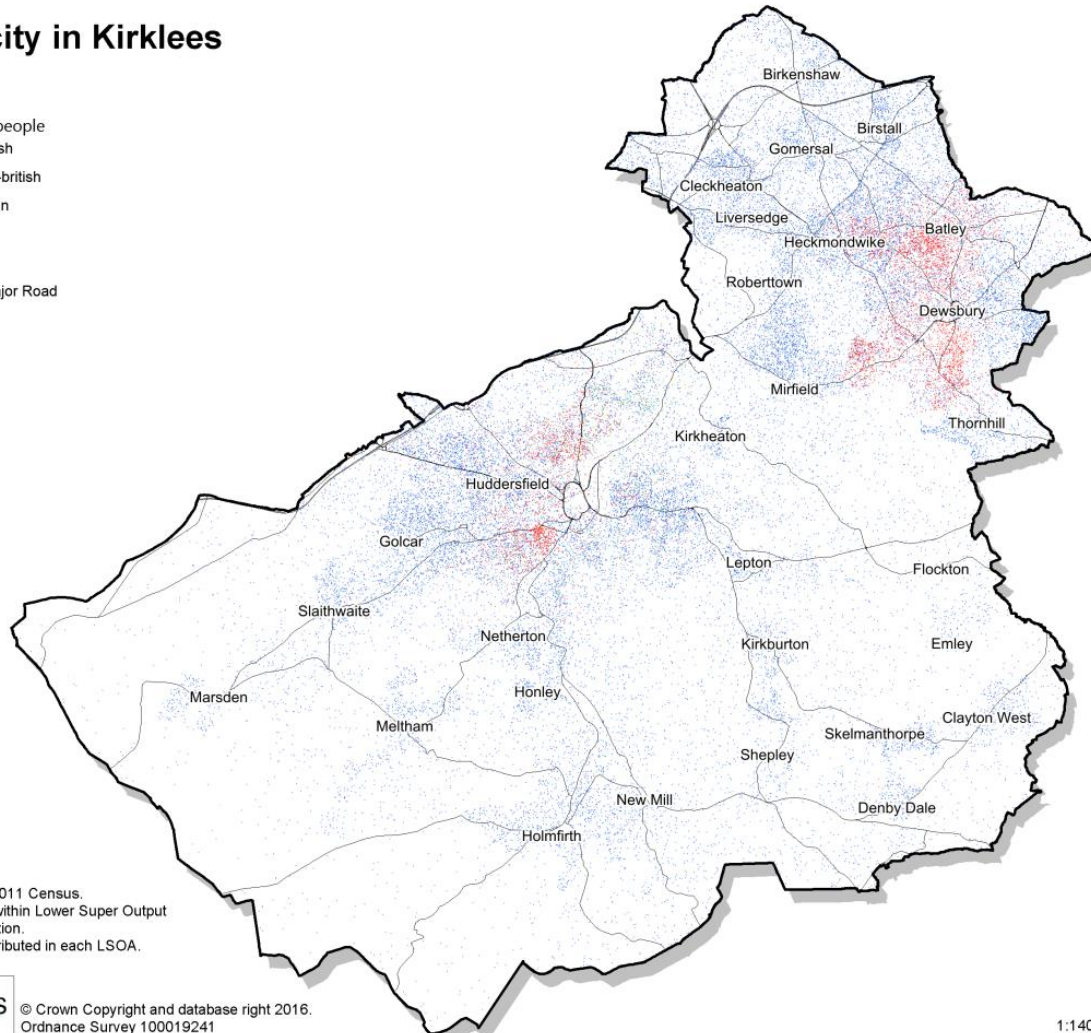 city in Kirklees
people
sh
-british
n
jor Road
Birkenshaw
Birstall
Gomersal
Cleckheaton
Liversedge
Batley
Heckmondwike
Roberttown
Dewsbury
Mirfield
Thornhill
Kirkheaton
Huddersfield
Golcar
Lepton
Flockton
Slaithwaite
Netherton
Kirkburton
Emley
Marsden
Honley
Meltham
Clayton West
Skelmanthorpe
Shepley
New Mill
Denby Dale
Holmfirth
011 Census.
within Lower Super Output
tion.
ributed in each LSOA.
s
© Crown Copyright and database right 2016.
Ordnance Survey 100019241
1:140